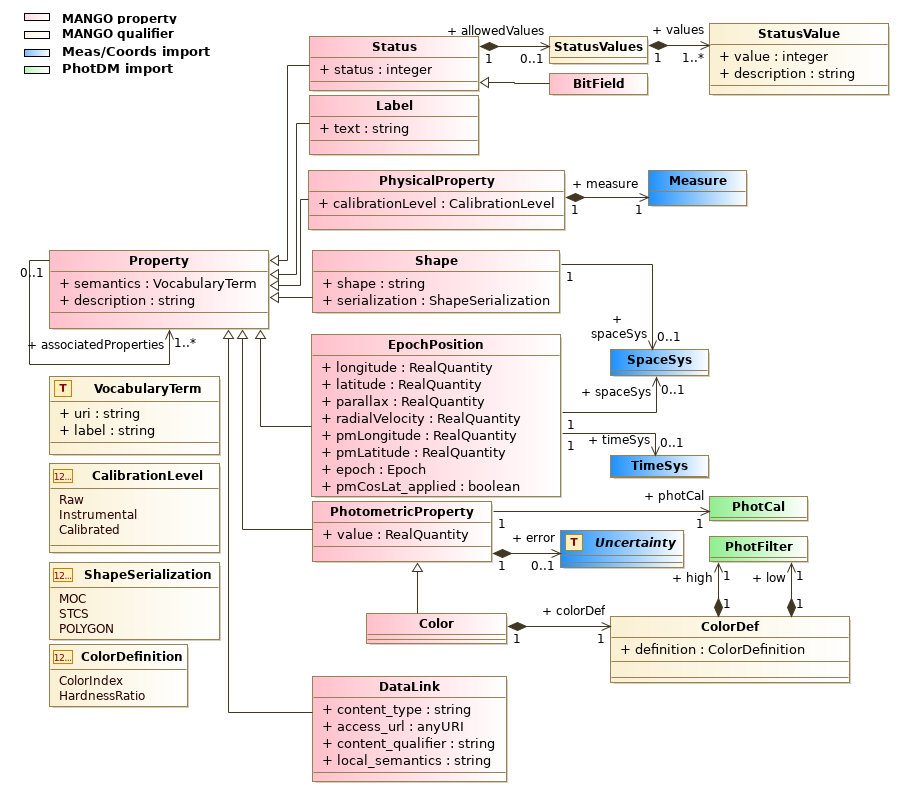 MANGO property
MANGO qualifier
Meas/Coords import
PhotDM import
Status
+ status : integer
+ allowedValues
1
0..1
StatusValues
+ values
1
1..*
StatusValue
+ value : integer
+ description : string
BitField
Label
+ text : string
PhysicalProperty
+ calibrationLevel : CalibrationLevel
+ measure
1
1
Measure
Property
+ semantics : VocabularyTerm
+ description : string
0..1
+ associatedProperties
1..*
Shape
+ shape : string
+ serialization : ShapeSerialization
1
+
spaceSys
0..1
SpaceSys
EpochPosition
+ longitude : RealQuantity
+ latitude : RealQuantity
+ parallax : RealQuantity
+ radialVelocity : RealQuantity
+ pmLongitude : RealQuantity
+ pmLatitude : RealQuantity
+ epoch : Epoch
+ pmCosLat_applied : boolean
+ spaceSys
0..1
1
1
+ timeSys
0..1
TimeSys
T
VocabularyTerm
+ uri : string
+ label : string
12...
CalibrationLevel
Raw
Instrumental
Calibrated
12...
ShapeSerialization
MOC
STCS
POLYGON
12...
ColorDefinition
ColorIndex
HardnessRatio
PhotometricProperty
+ value : RealQuantity
+ photCal
1
1
PhotCal
+ error
1
0..1
T
Uncertainty
PhotFilter
+ high
1
+ low
1
1
1
Color
+ colorDef
1
1
ColorDef
+ definition : ColorDefinition
DataLink
+ content_type : string
+ access_url : anyURI
+ content_qualifier : string
+ local_semantics : string